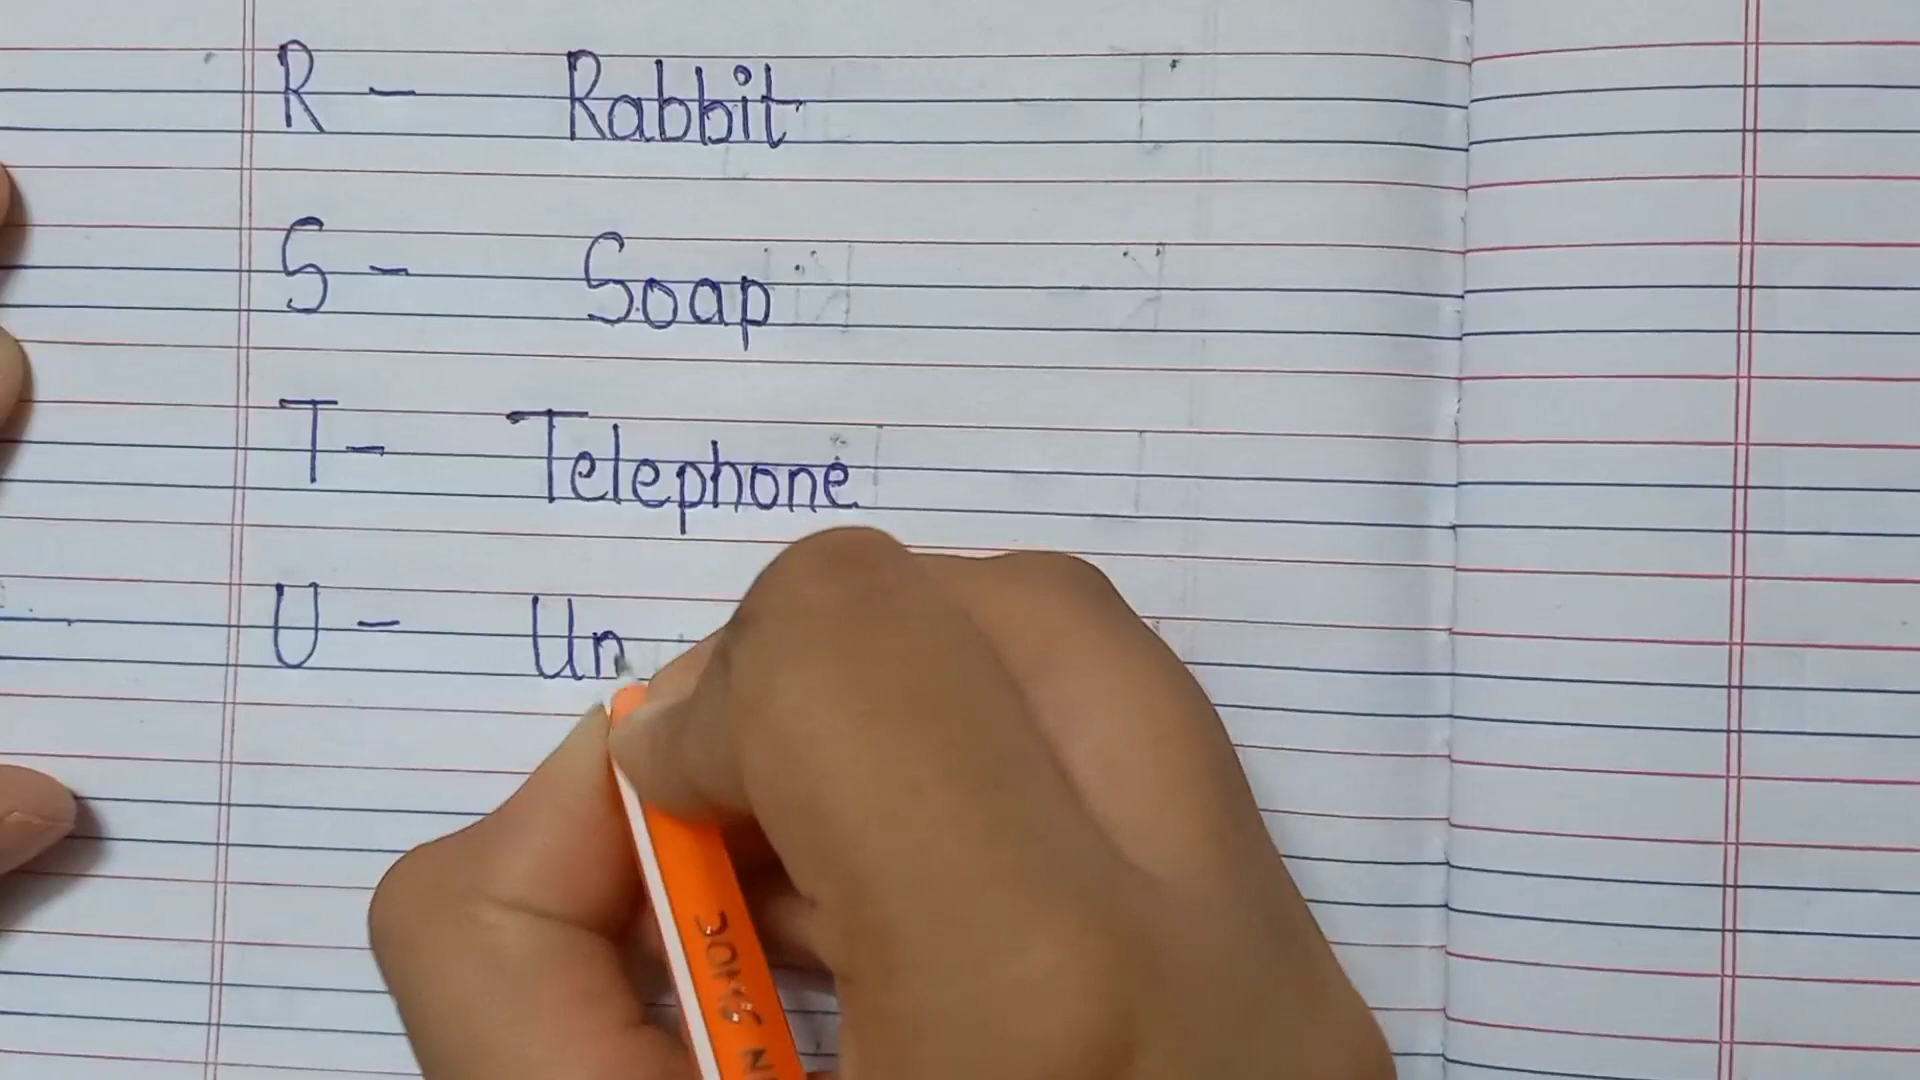 R - Rabbit
S - Soap
T - Telephone
U - Un